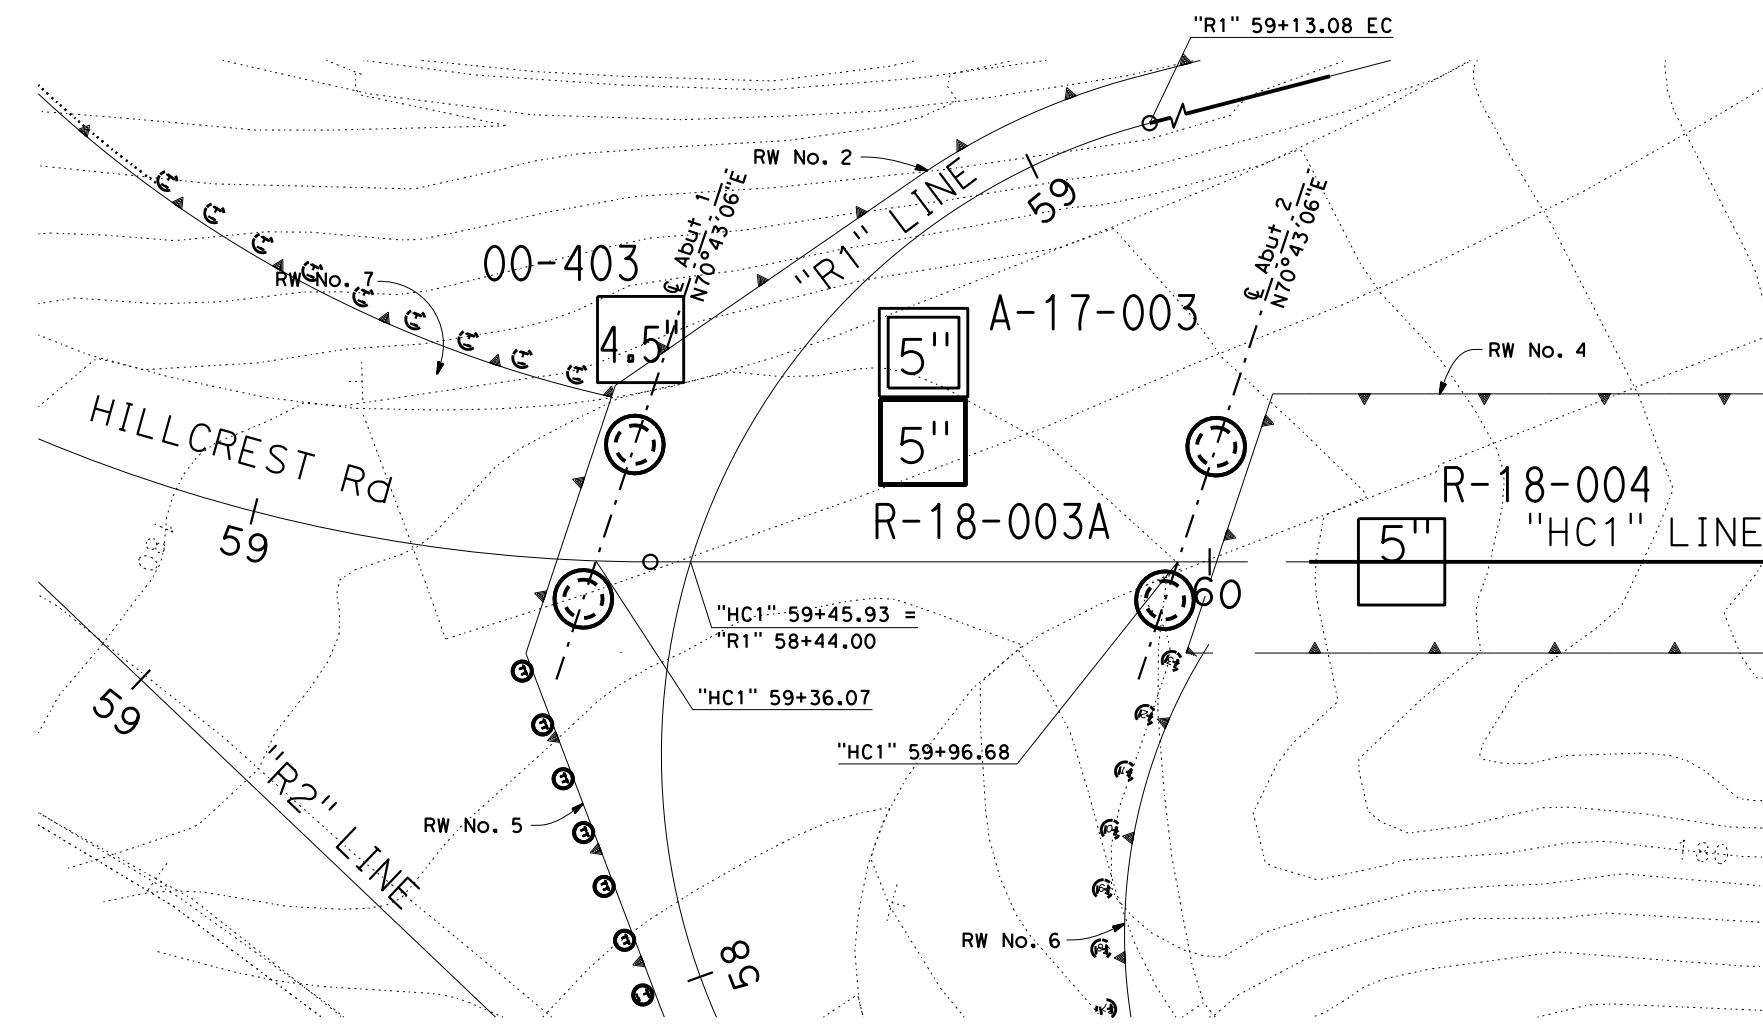 "R1" 59+13.08 EC
RW No. 2
℄ Abut 1
N70°43'06"E
"R1" LINE
59
℄ Abut 2
N70°43'06"E
00-403
RW No. 7
4.5"
A-17-003
5"
5"
R-18-003A
RW No. 4
HILLCREST Rd
59
R-18-004
5"
"HC1" LINE
60
"HC1" 59+45.93 =
"R1" 58+44.00
"HC1" 59+36.07
"HC1" 59+96.68
59
"R2" LINE
RW No. 5
RW No. 6
58
180